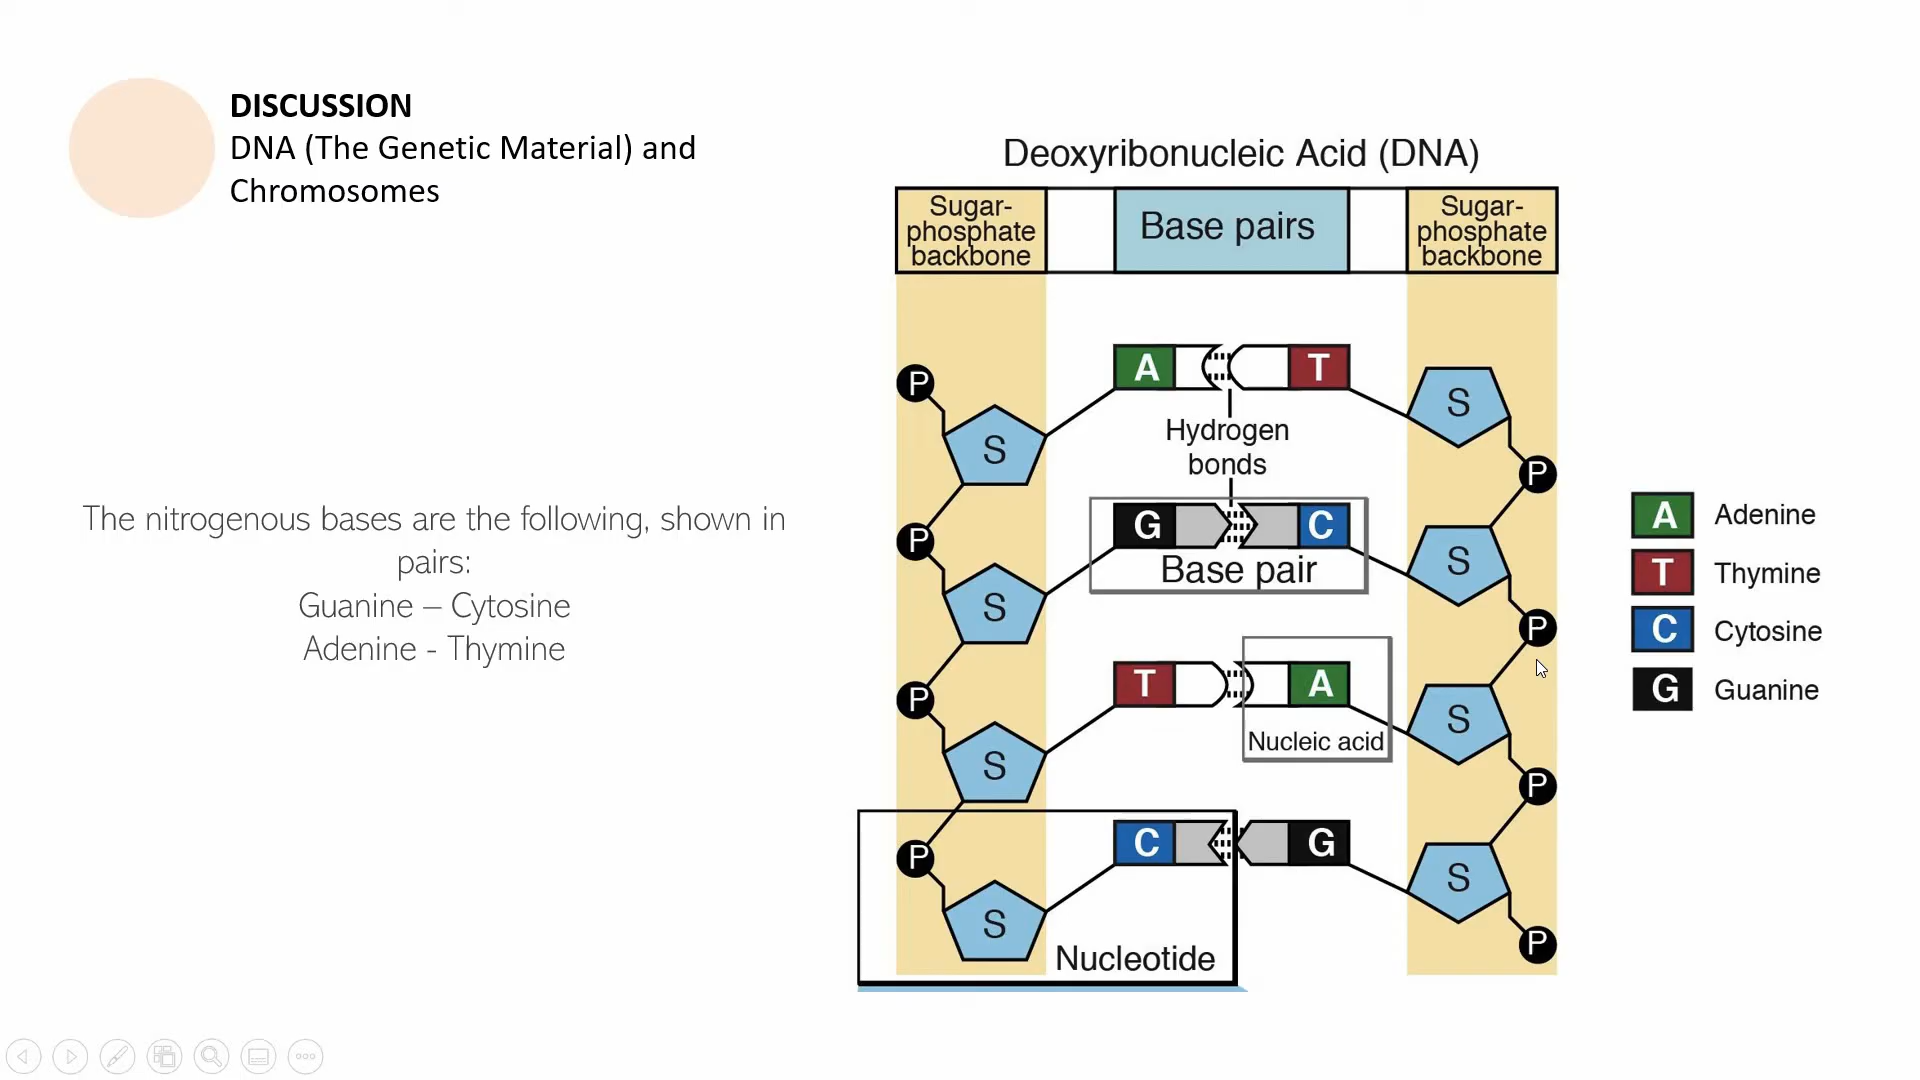 DISCUSSION
DNA (The Genetic Material) and
Chromosomes
The nitrogenous bases are the following, shown in
pairs:
Guanine – Cytosine
Adenine - Thymine
Deoxyribonucleic Acid (DNA)
Sugar-
phosphate
backbone
Base pairs
Sugar-
phosphate
backbone
A T
P
S
S
Hydrogen
bonds
P
G C
Base pair
P
S
S
P
T A
Nucleic acid
P
S
S
P
C G
P
S
S
Nucleotide
P
A Adenine
T Thymine
C Cytosine
G Guanine